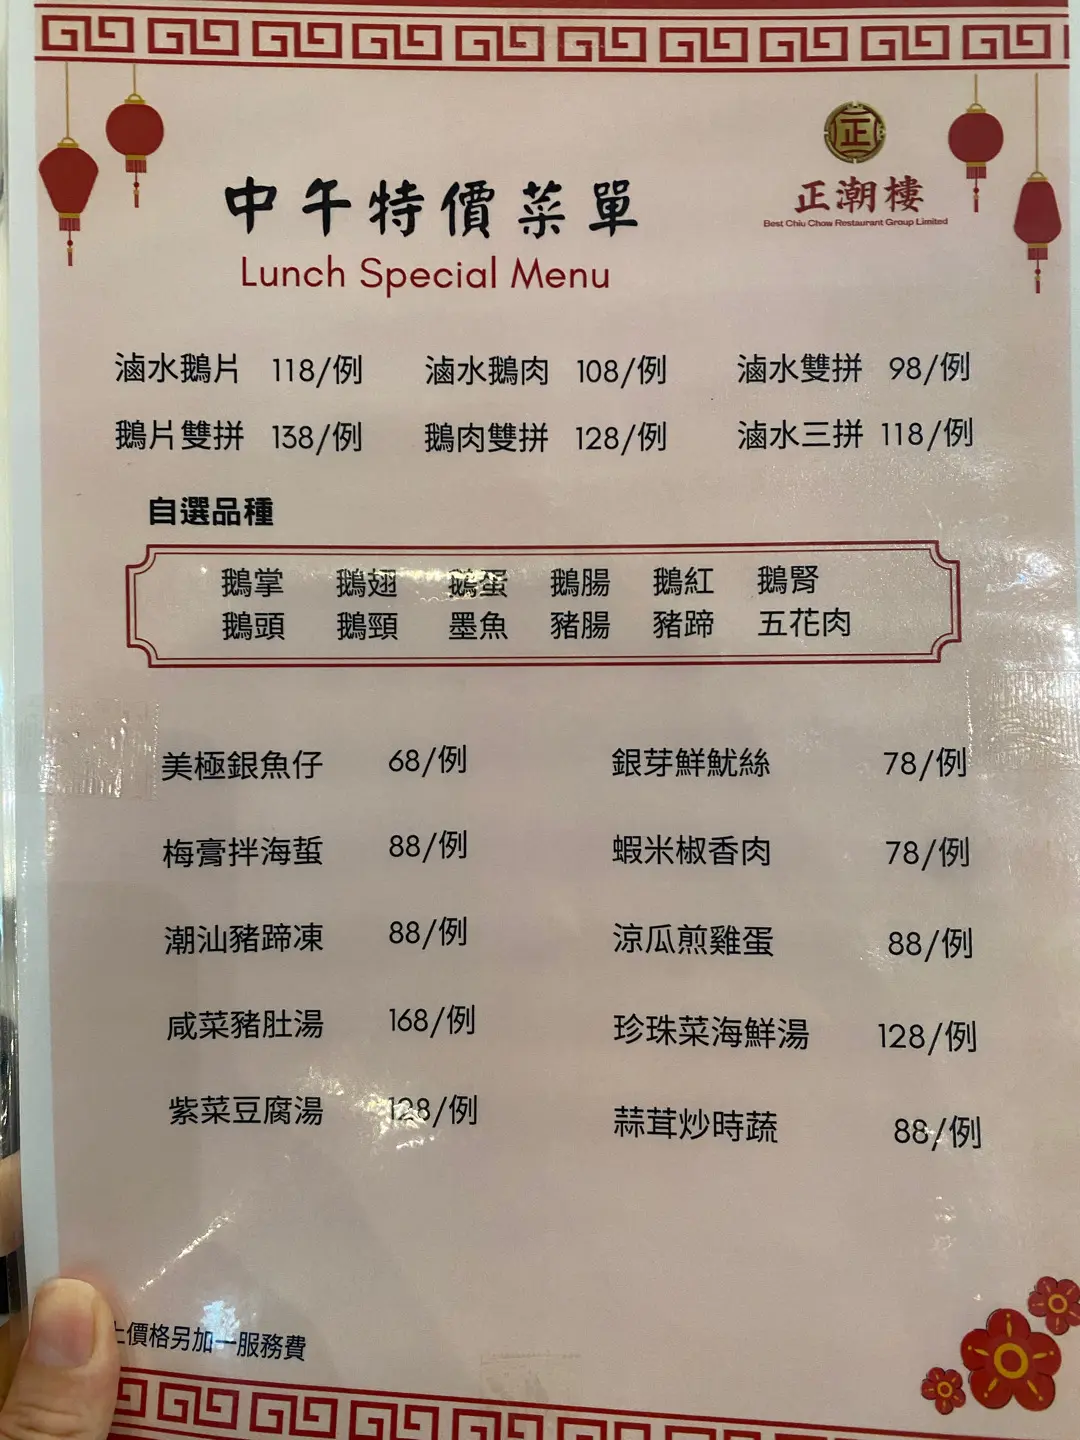 正
正潮樓
Best Chiu Chow Restaurant Group Limited
中午特價菜單
Lunch Special Menu
滷水鵝片 118/例 滷水鵝肉 108/例 滷水雙拼 98/例
鵝片雙拼 138/例 鵝肉雙拼 128/例 滷水三拼 118/例
自選品種
鵝掌 鵝翅 鵝蛋 鵝腸 鵝紅 鵝腎
鵝頭 鵝頸 墨魚 豬腸 豬蹄 五花肉
美極銀魚仔 68/例 銀芽鮮魷絲 78/例
梅膏拌海蜇 88/例 蝦米椒香肉 78/例
潮汕豬蹄凍 88/例 涼瓜煎雞蛋 88/例
咸菜豬肚湯 168/例 珍珠菜海鮮湯 128/例
紫菜豆腐湯 128/例 蒜茸炒時蔬 88/例
上價格另加一服務費